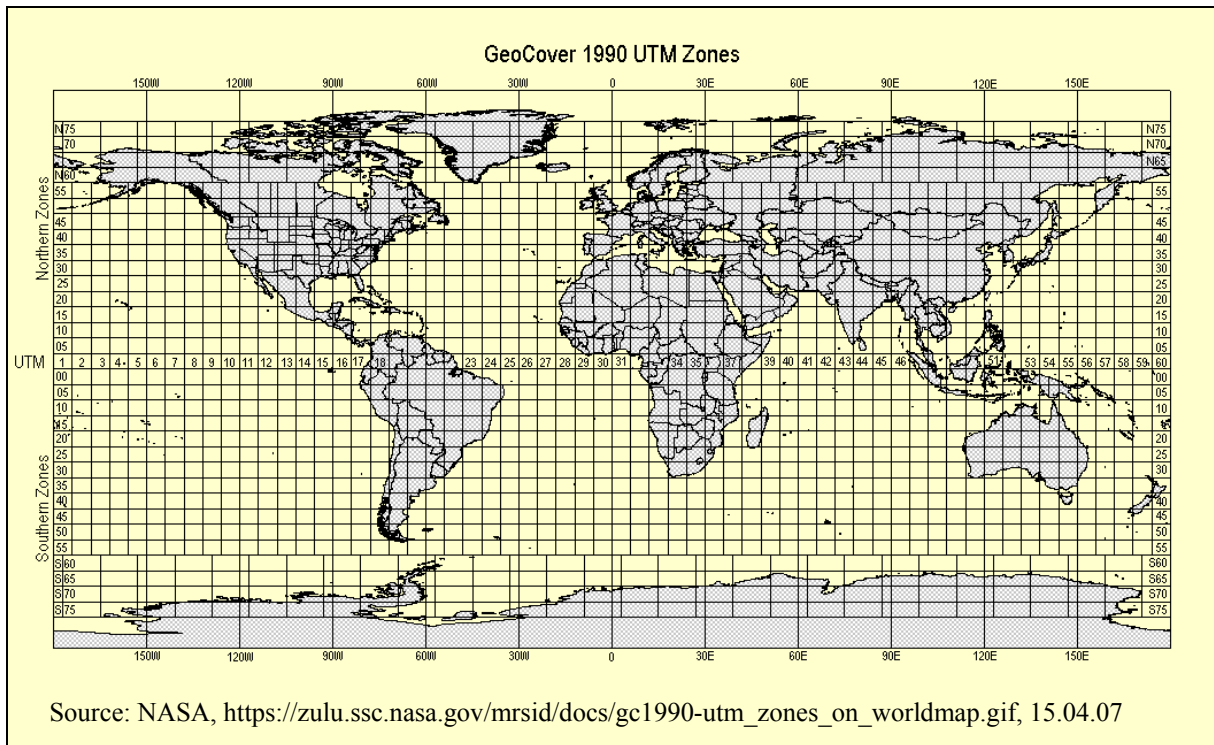 GeoCover 1990 UTM Zones
150W 120W 90W 60W 30W 0 30E 60E 90E 120E 150E
N75 N75
70 N70
N65
N60
55 55
45 45
40 40
35 35
30 30
25 25
20 20
15 15
10 10
05 05
UTM 1 2 3 4 5 6 7 8 9 10 11 12 13 14 15 16 17 18 23 24 25 26 27 28 29 30 31 34 35 37 39 40 41 42 43 44 45 46 51 53 54 55 56 57 58 59 60
00 00
05 05
10 10
15
20 20
25 25
30 30
35
40 40
45 45
50 50
55 55
S60 S60
S65 S65
S70 S70
S75 S75
Northern Zones
Southern Zones
150W 120W 90W 60W 30W 0 30E 60E 90E 120E 150E
Source: NASA, https://zulu.ssc.nasa.gov/mrsid/docs/gc1990-utm_zones_on_worldmap.gif, 15.04.07